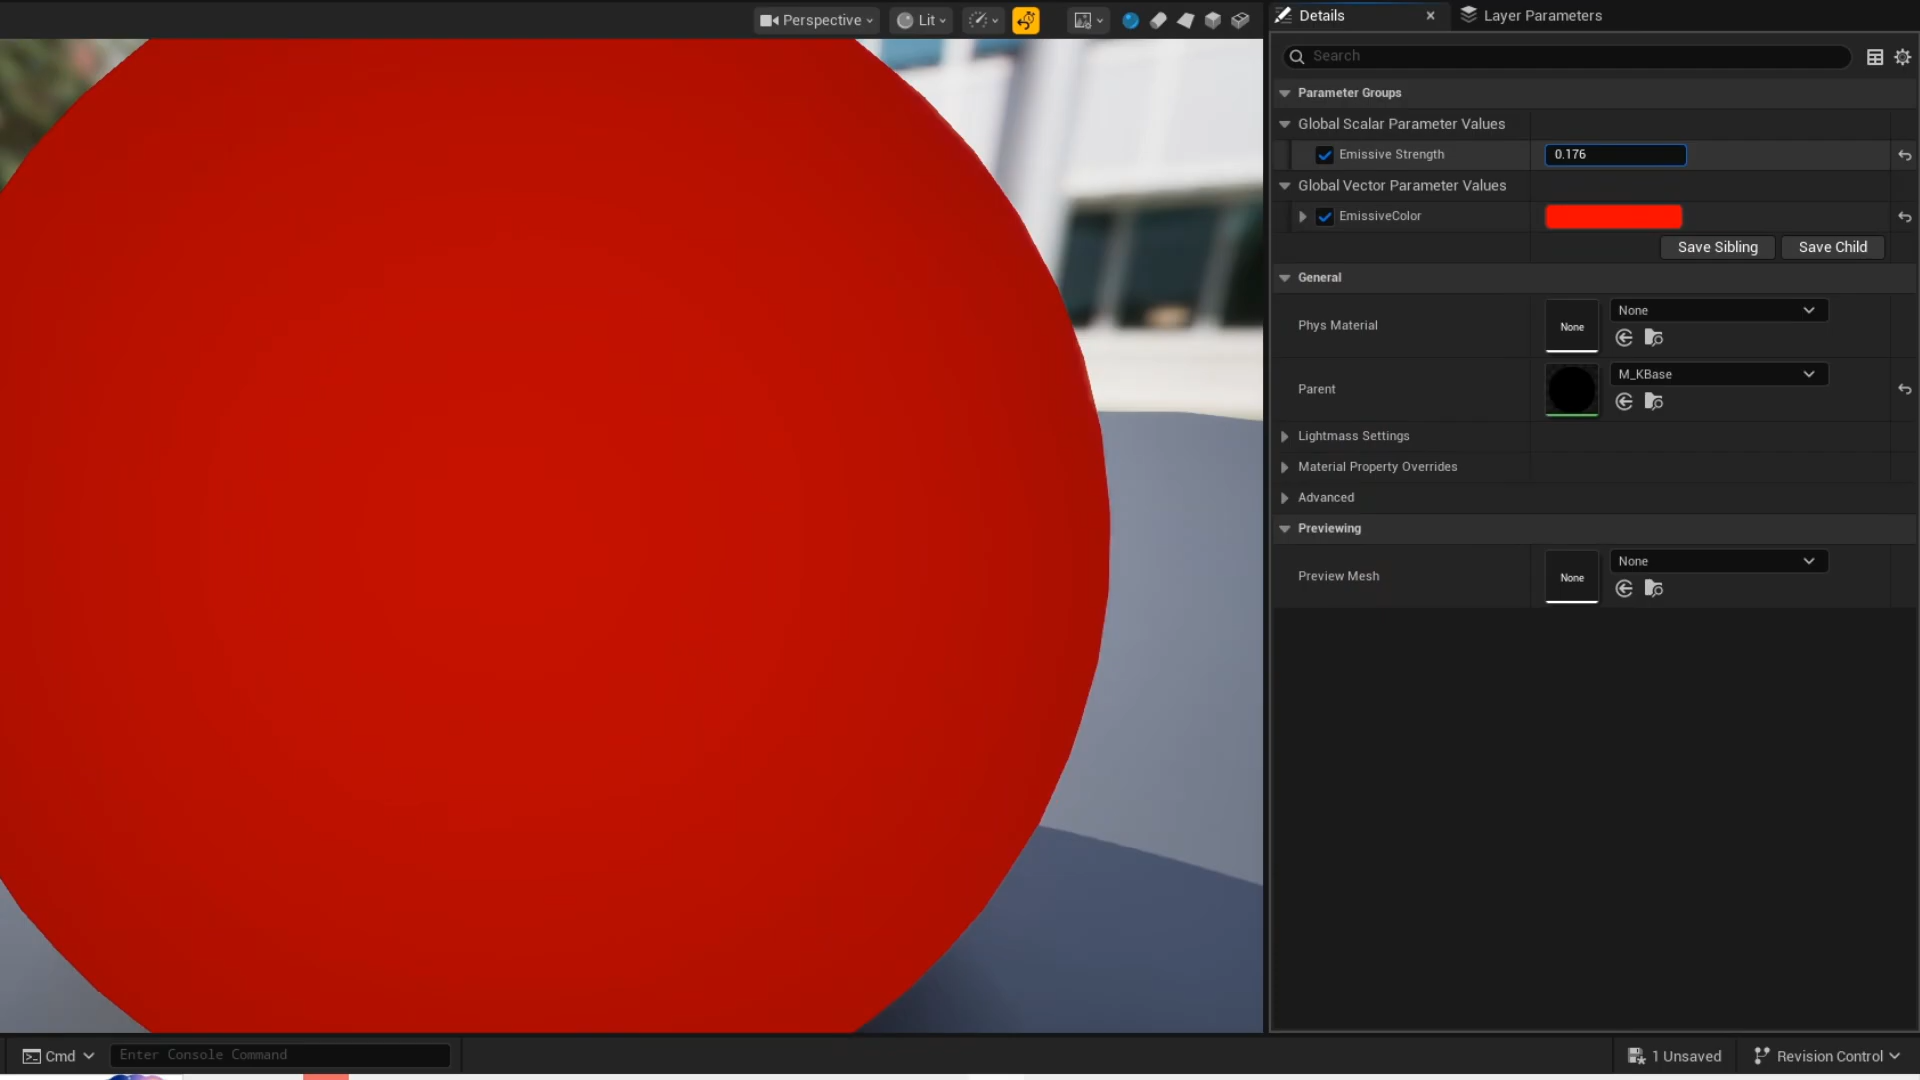 Perspective
Lit
Details
Layer Parameters
Search
Parameter Groups
Global Scalar Parameter Values
Emissive Strength
0.176
Global Vector Parameter Values
EmissiveColor
Save Sibling
Save Child
General
Phys Material
None
None
Parent
M_KBase
Lightmass Settings
Material Property Overrides
Advanced
Previewing
Preview Mesh
None
None
Cmd
Enter Console Command
1 Unsaved
Revision Control